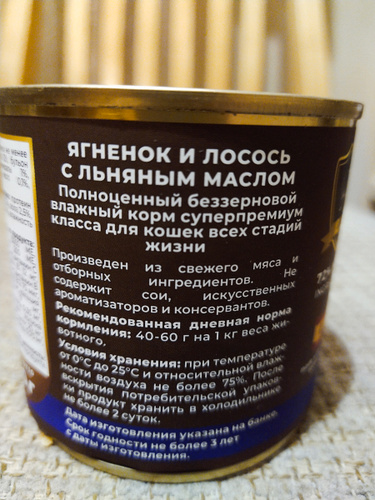 ЯГНЕНОК И ЛОСОСЬ
С ЛЬНЯНЫМ МАСЛОМ
Полноценный беззерновой
влажный корм суперпремиум
класса для кошек всех стадий
жизни
Произведен из свежего мяса и
отборных ингредиентов. Не
содержит сои, искусственных
ароматизаторов и консервантов.
Рекомендованная дневная норма
кормления: 40-60 г на 1 кг веса жи-
вотного.
Условия хранения: при температуре
от 0°С до 25°С и относительной влаж-
ности воздуха не более 75%. После
вскрытия потребительской упаков-
ки продукт хранить в холодильнике
не более 2 суток.
Дата изготовления указана на банке.
Срок годности не более 3 лет
с даты изготовления.